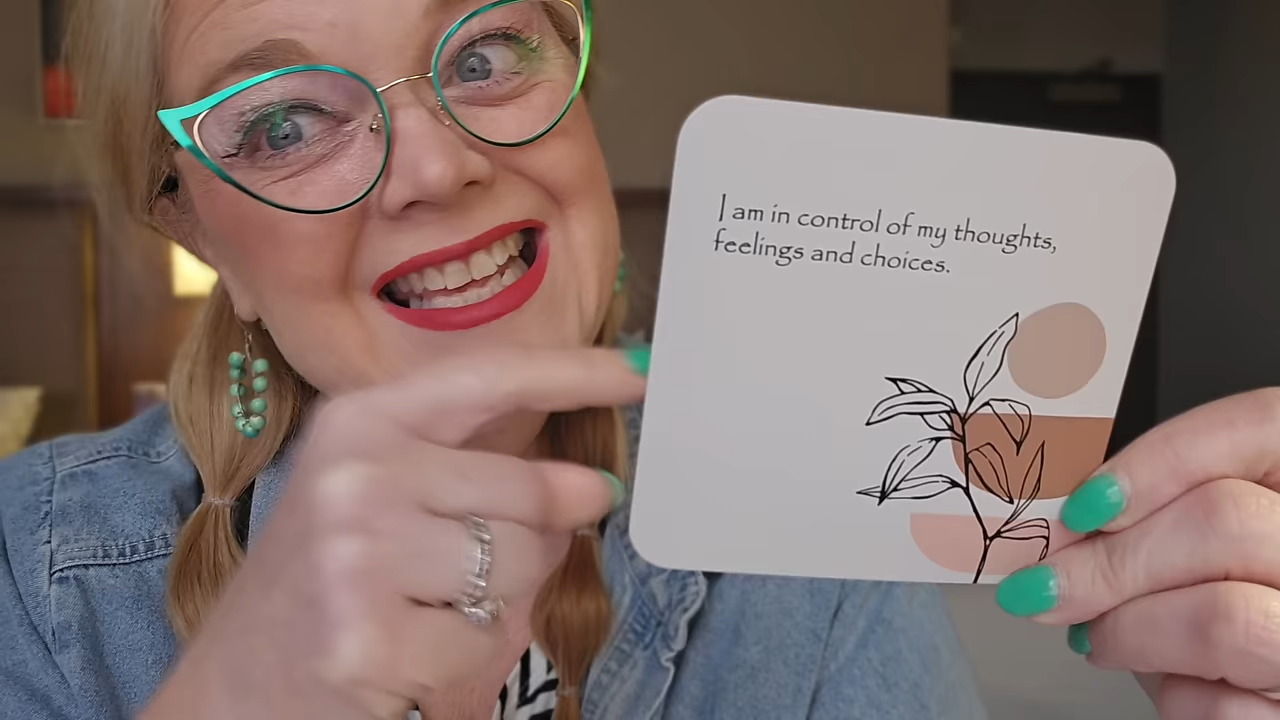 I am in control of my thoughts,
feelings and choices.